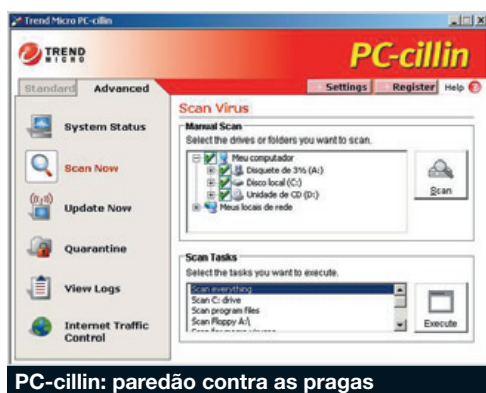 Trend Micro PC-cillin
TREND
MICRO
PC-cillin
Standard
Advanced
Settings
Register
Help
System Status
Scan Now
Update Now
Quarantine
View Logs
Internet Traffic
Control
Scan Virus
Manual Scan
Select the drives or folders you want to scan.
Meu computador
Disquete de 3½ (A:)
Disco local (C:)
Unidade de CD (D:)
Meus locais de rede
Scan
Scan Tasks
Select the tasks you want to execute.
Scan everything
Scan C: drive
Scan program files
Scan Floppy A:\
Execute
PC-cillin: paredão contra as pragas